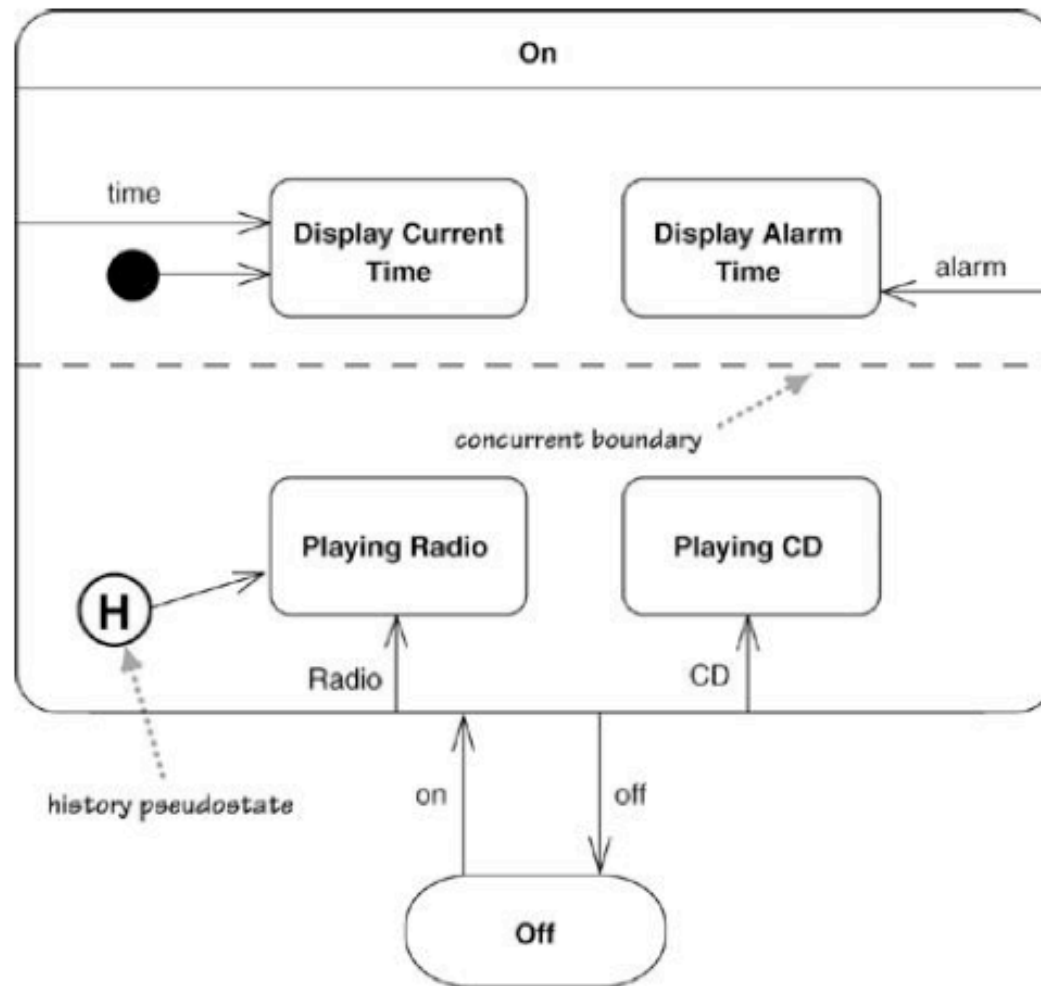 On
time
Display Current
Time
Display Alarm
Time
alarm
concurrent boundary
Playing Radio
Playing CD
H
Radio
CD
history pseudostate
on
off
Off